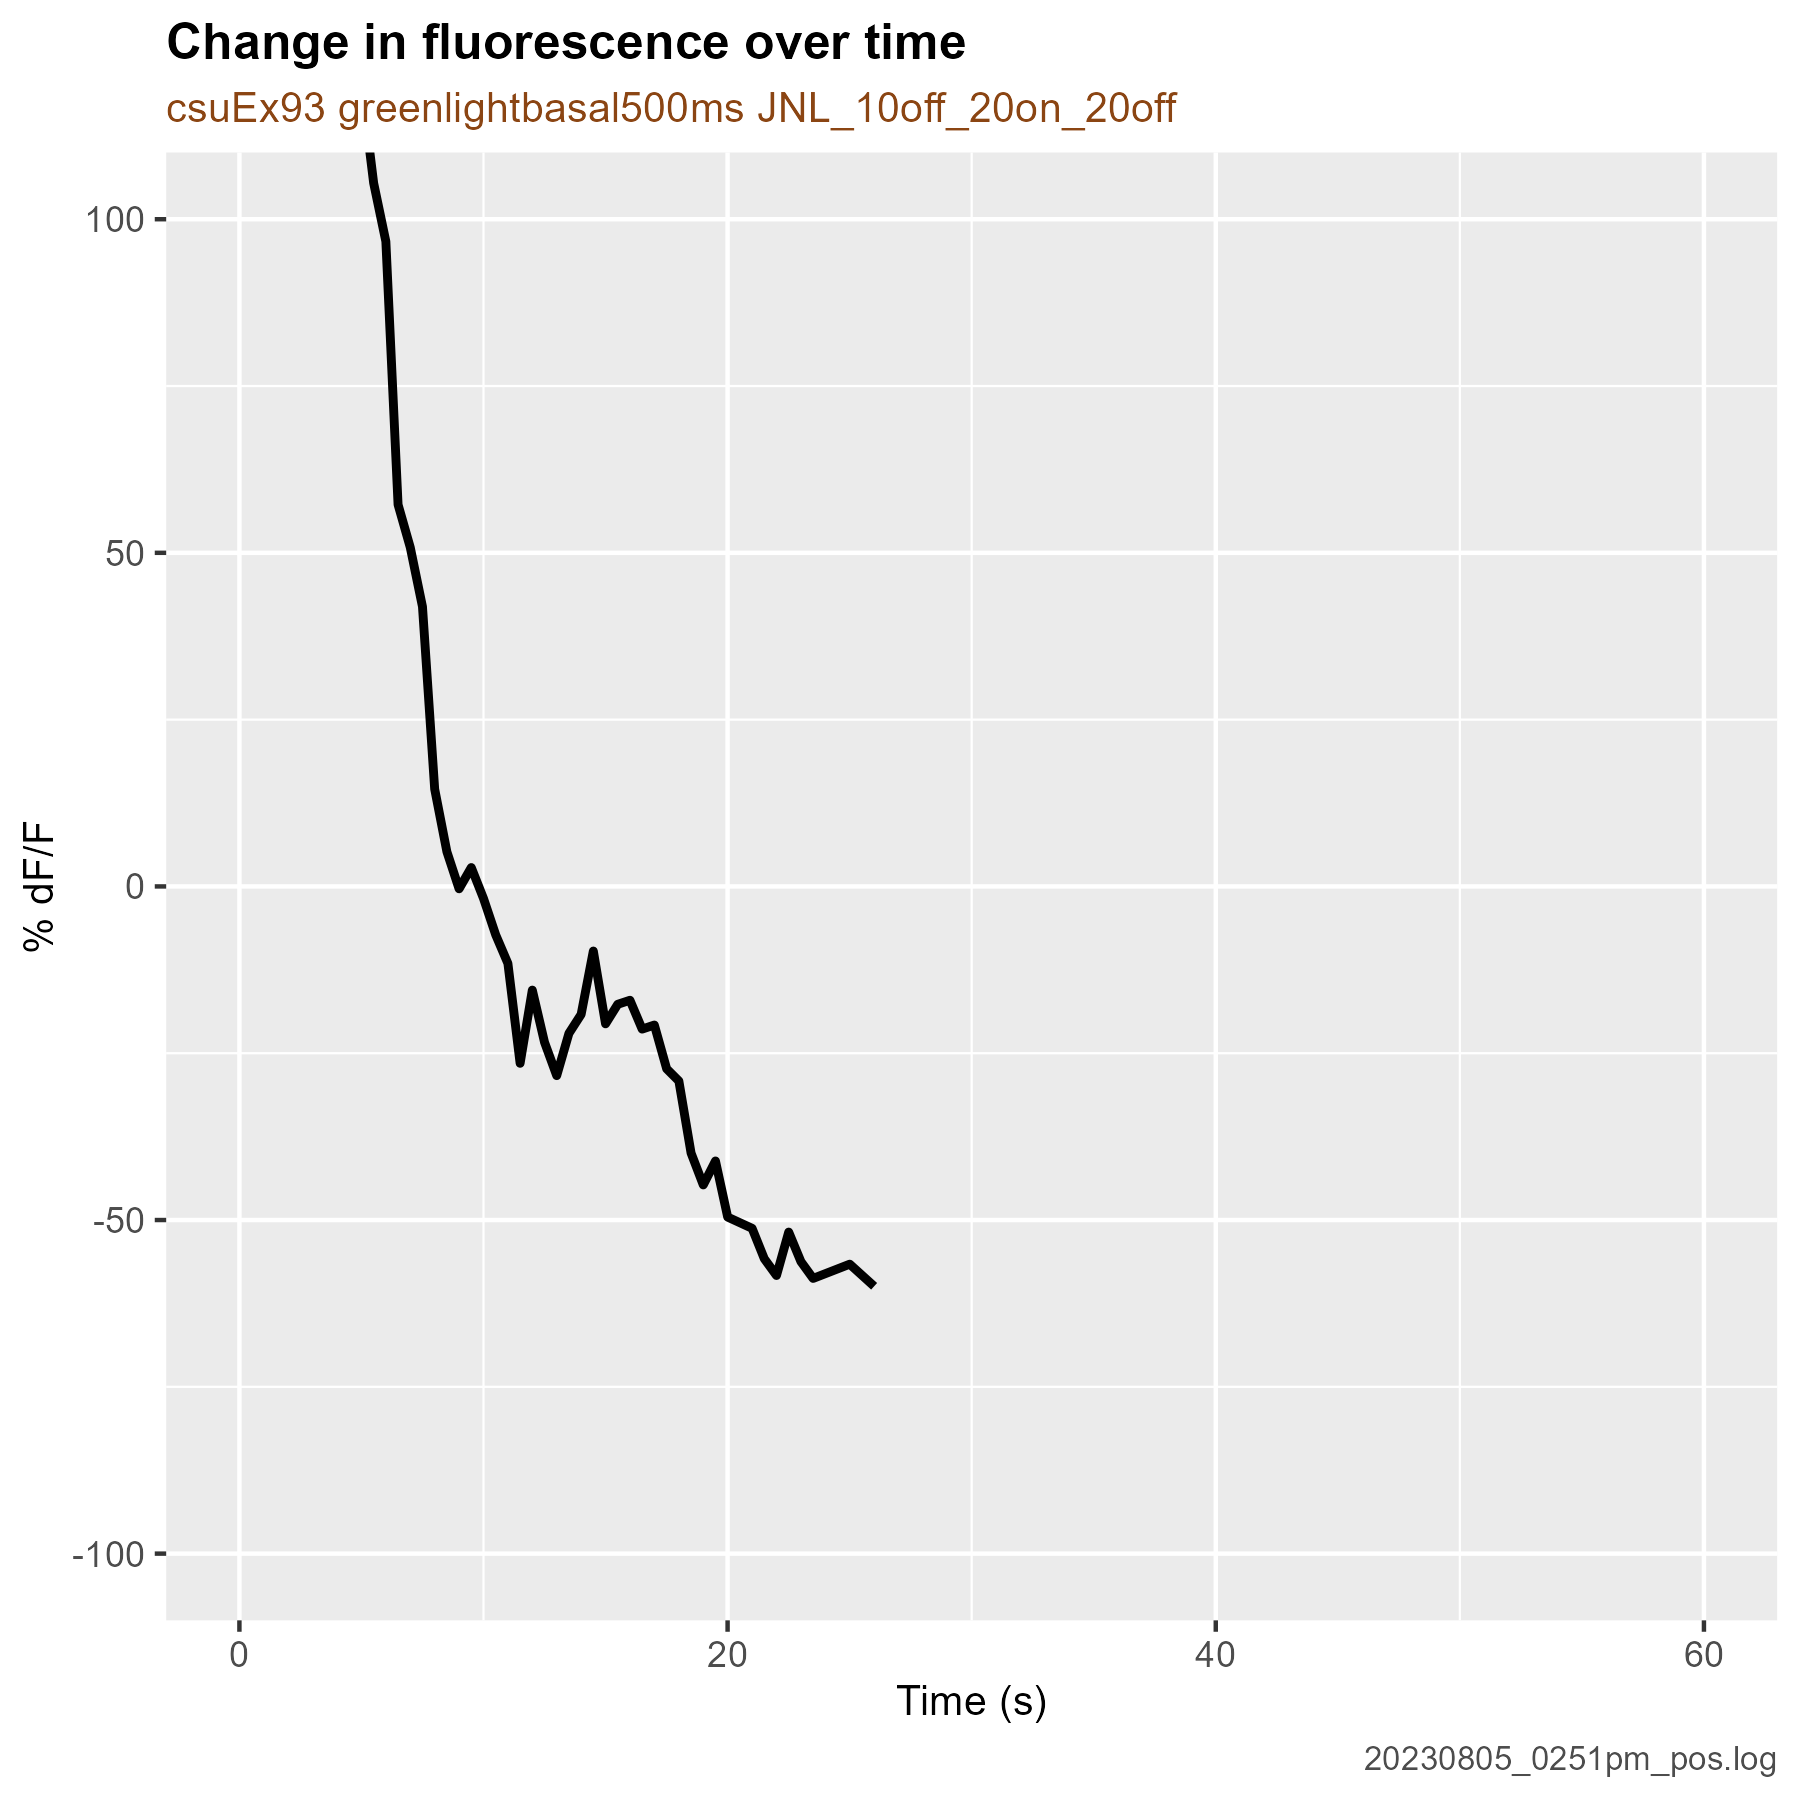 Change in fluorescence over time
csuEx93 greenlightbasal500ms JNL_10off_20on_20off
100
50
0
-50
-100
% dF/F
0 20 40 60
Time (s)
20230805_0251pm_pos.log